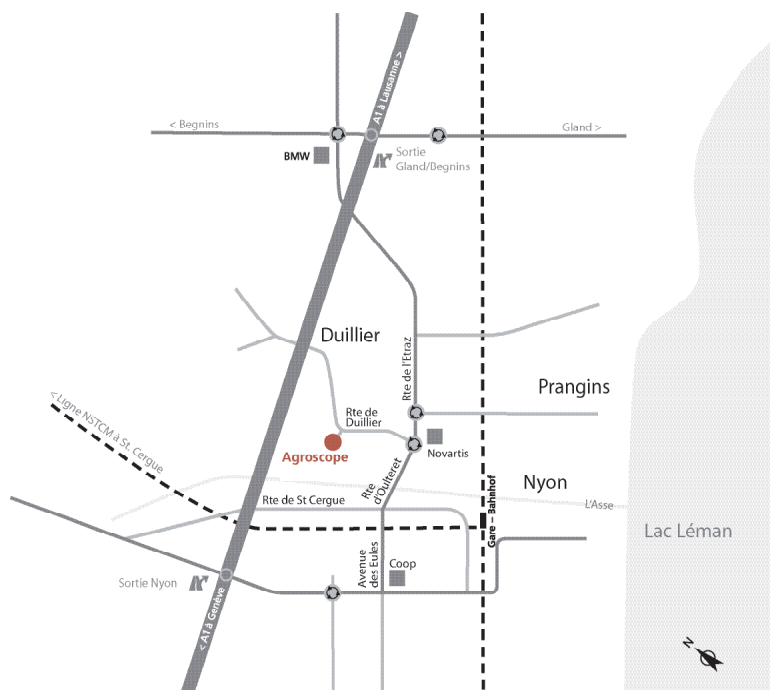 A1 à Lausanne >
< Begnins
Gland >
BMW
Sortie
Gland/Begnins
Duillier
Rte de l'Etraz
Prangins
Rte de
Duillier
Agroscope
Novartis
< Ligne NSTCM à St. Cergue
Rte
d'Oulteret
Nyon
Rte de St Cergue
L'Asse
Gare – Bahnhof
Lac Léman
Avenue
des Eules
Coop
Sortie Nyon
< A1 à Genève
N